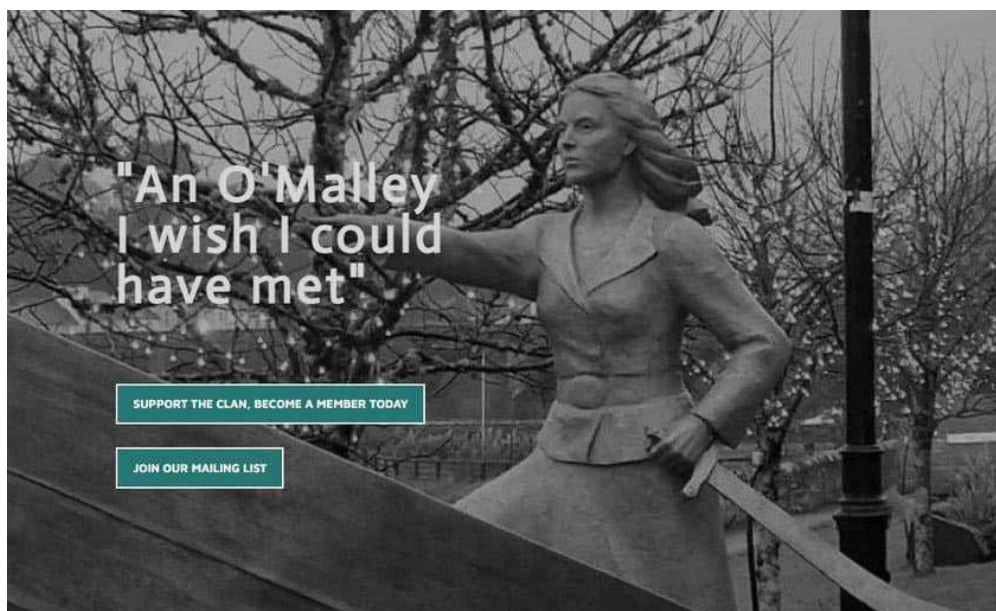 "An O'Malley
I wish I could
have met"
SUPPORT THE CLAN, BECOME A MEMBER TODAY
JOIN OUR MAILING LIST